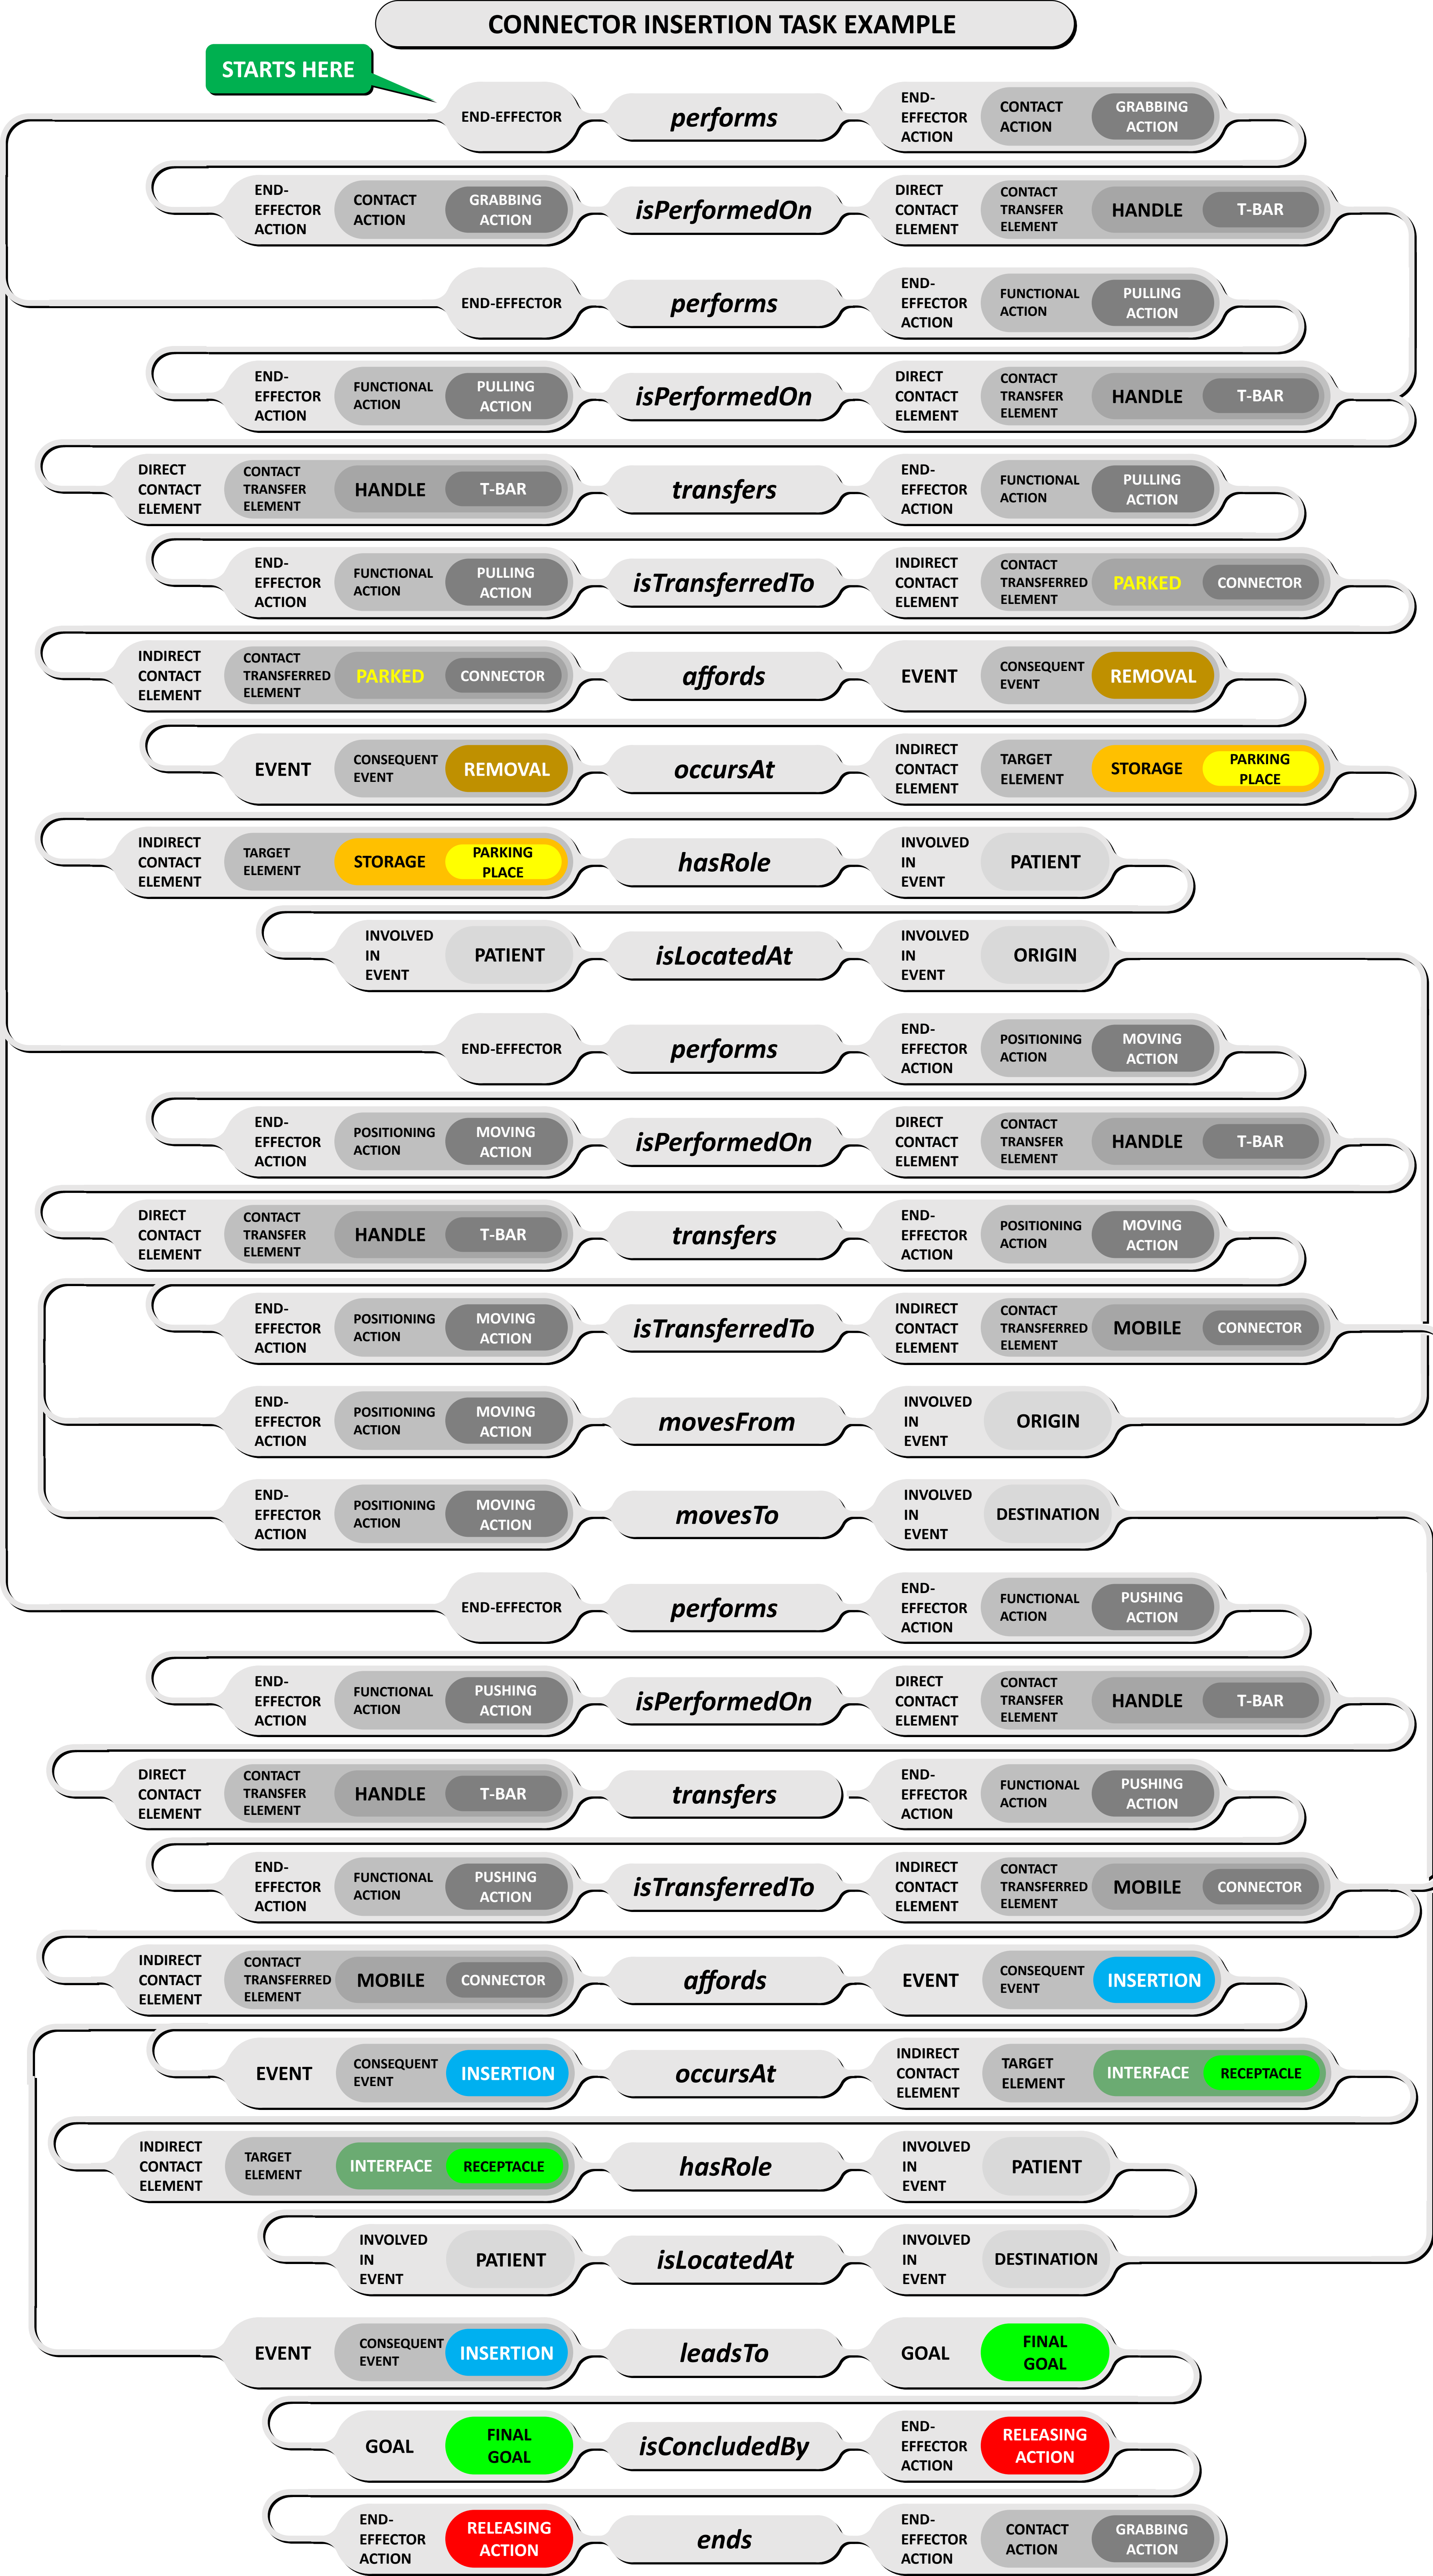 CONNECTOR INSERTION TASK EXAMPLE
STARTS HERE
END-EFFECTOR performs END-EFFECTOR ACTION CONTACT ACTION GRABBING ACTION
END-EFFECTOR ACTION CONTACT ACTION GRABBING ACTION isPerformedOn DIRECT CONTACT ELEMENT CONTACT TRANSFER ELEMENT HANDLE T-BAR
END-EFFECTOR performs END-EFFECTOR ACTION FUNCTIONAL ACTION PULLING ACTION
END-EFFECTOR ACTION FUNCTIONAL ACTION PULLING ACTION isPerformedOn DIRECT CONTACT ELEMENT CONTACT TRANSFER ELEMENT HANDLE T-BAR
DIRECT CONTACT ELEMENT CONTACT TRANSFER ELEMENT HANDLE T-BAR transfers END-EFFECTOR ACTION FUNCTIONAL ACTION PULLING ACTION
END-EFFECTOR ACTION FUNCTIONAL ACTION PULLING ACTION isTransferredTo INDIRECT CONTACT ELEMENT CONTACT TRANSFERRED ELEMENT PARKED CONNECTOR
INDIRECT CONTACT ELEMENT CONTACT TRANSFERRED ELEMENT PARKED CONNECTOR affords EVENT CONSEQUENT EVENT REMOVAL
EVENT CONSEQUENT EVENT REMOVAL occursAt INDIRECT CONTACT ELEMENT TARGET ELEMENT STORAGE PARKING PLACE
INDIRECT CONTACT ELEMENT TARGET ELEMENT STORAGE PARKING PLACE hasRole INVOLVED IN EVENT PATIENT
INVOLVED IN EVENT PATIENT isLocatedAt INVOLVED IN EVENT ORIGIN
END-EFFECTOR performs END-EFFECTOR ACTION POSITIONING ACTION MOVING ACTION
END-EFFECTOR ACTION POSITIONING ACTION MOVING ACTION isPerformedOn DIRECT CONTACT ELEMENT CONTACT TRANSFER ELEMENT HANDLE T-BAR
DIRECT CONTACT ELEMENT CONTACT TRANSFER ELEMENT HANDLE T-BAR transfers END-EFFECTOR ACTION POSITIONING ACTION MOVING ACTION
END-EFFECTOR ACTION POSITIONING ACTION MOVING ACTION isTransferredTo INDIRECT CONTACT ELEMENT CONTACT TRANSFERRED ELEMENT MOBILE CONNECTOR
END-EFFECTOR ACTION POSITIONING ACTION MOVING ACTION movesFrom INVOLVED IN EVENT ORIGIN
END-EFFECTOR ACTION POSITIONING ACTION MOVING ACTION movesTo INVOLVED IN EVENT DESTINATION
END-EFFECTOR performs END-EFFECTOR ACTION FUNCTIONAL ACTION PUSHING ACTION
END-EFFECTOR ACTION FUNCTIONAL ACTION PUSHING ACTION isPerformedOn DIRECT CONTACT ELEMENT CONTACT TRANSFER ELEMENT HANDLE T-BAR
DIRECT CONTACT ELEMENT CONTACT TRANSFER ELEMENT HANDLE T-BAR transfers END-EFFECTOR ACTION FUNCTIONAL ACTION PUSHING ACTION
END-EFFECTOR ACTION FUNCTIONAL ACTION PUSHING ACTION isTransferredTo INDIRECT CONTACT ELEMENT CONTACT TRANSFERRED ELEMENT MOBILE CONNECTOR
INDIRECT CONTACT ELEMENT CONTACT TRANSFERRED ELEMENT MOBILE CONNECTOR affords EVENT CONSEQUENT EVENT INSERTION
EVENT CONSEQUENT EVENT INSERTION occursAt INDIRECT CONTACT ELEMENT TARGET ELEMENT INTERFACE RECEPTACLE
INDIRECT CONTACT ELEMENT TARGET ELEMENT INTERFACE RECEPTACLE hasRole INVOLVED IN EVENT PATIENT
INVOLVED IN EVENT PATIENT isLocatedAt INVOLVED IN EVENT DESTINATION
EVENT CONSEQUENT EVENT INSERTION leadsTo GOAL FINAL GOAL
GOAL FINAL GOAL isConcludedBy END-EFFECTOR ACTION RELEASING ACTION
END-EFFECTOR ACTION RELEASING ACTION ends END-EFFECTOR ACTION CONTACT ACTION GRABBING ACTION